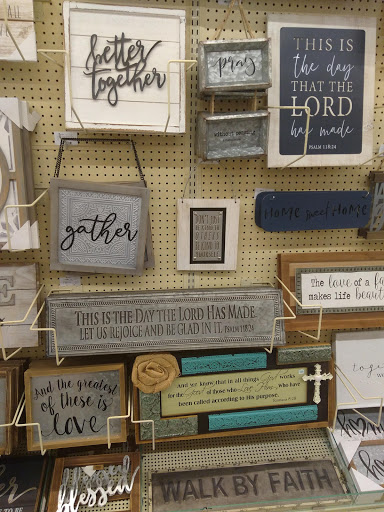 better
together
pray
without ceasing
THIS IS
the day
THAT THE
LORD
has made
PSALM 118:24
gather
HOME sweet HOME
The love of a fa
makes life beaut
THIS IS THE DAY THE LORD HAS MADE
LET US REJOICE AND BE GLAD IN IT. PSALM 118:24
And the greatest
of these is
love
And we know that in all things God works
for the good of those who love Him, who have
been called according to His purpose.
blessed
WALK BY FAITH